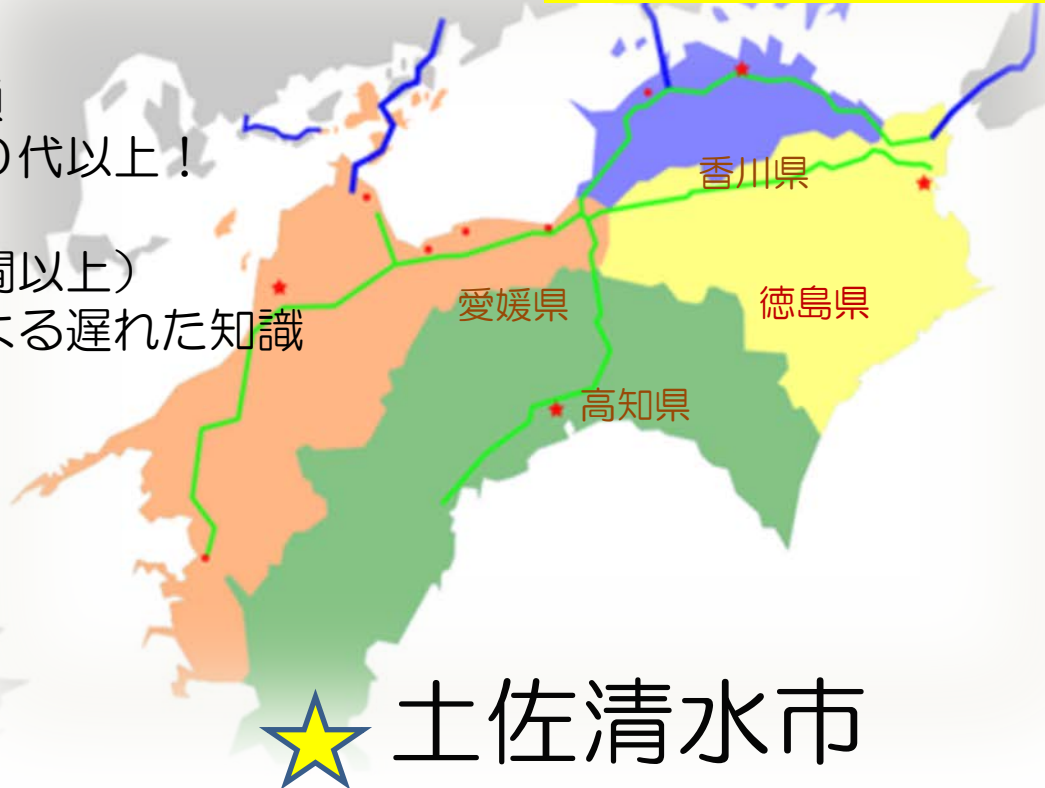 の代以上！
間以上）
よる遅れた知識
香川県
愛媛県
徳島県
高知県
土佐清水市